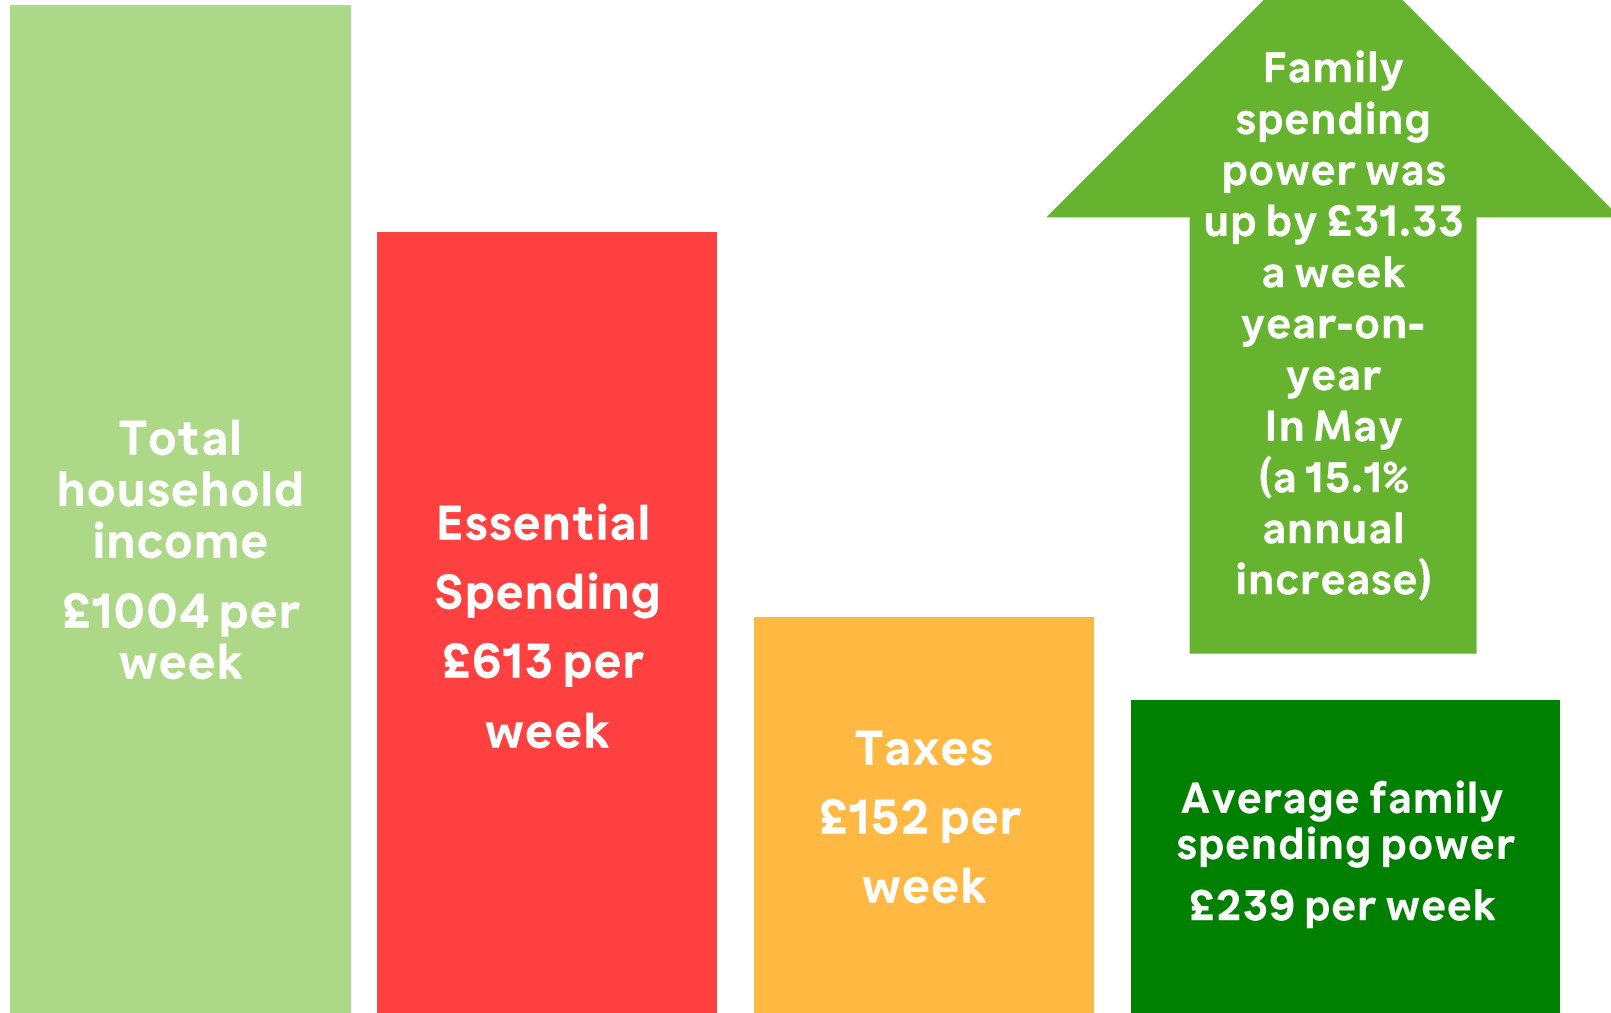 Total
household
income
£1004 per
week
Essential
Spending
£613 per
week
Taxes
£152 per
week
Family
spending
power was
up by £31.33
a week
year-on-
year
In May
(a 15.1%
annual
increase)
Average family
spending power
£239 per week